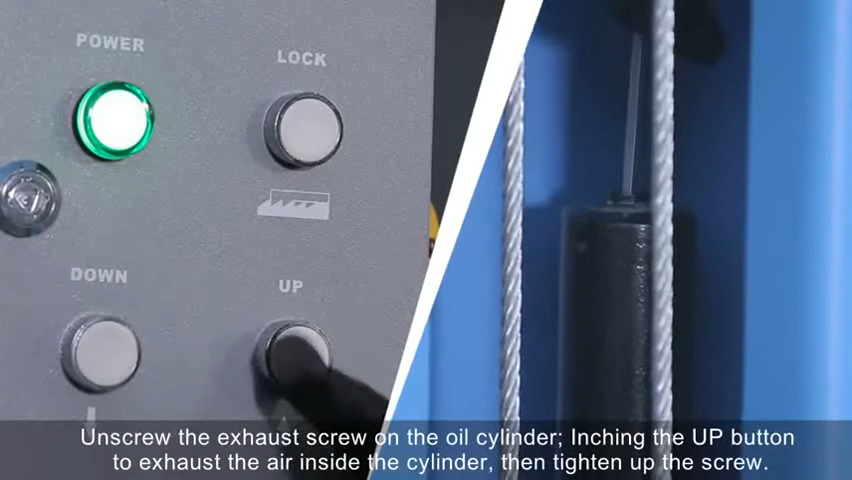 POWER
LOCK
DOWN
UP
Unscrew the exhaust screw on the oil cylinder; Inching the UP button
to exhaust the air inside the cylinder, then tighten up the screw.